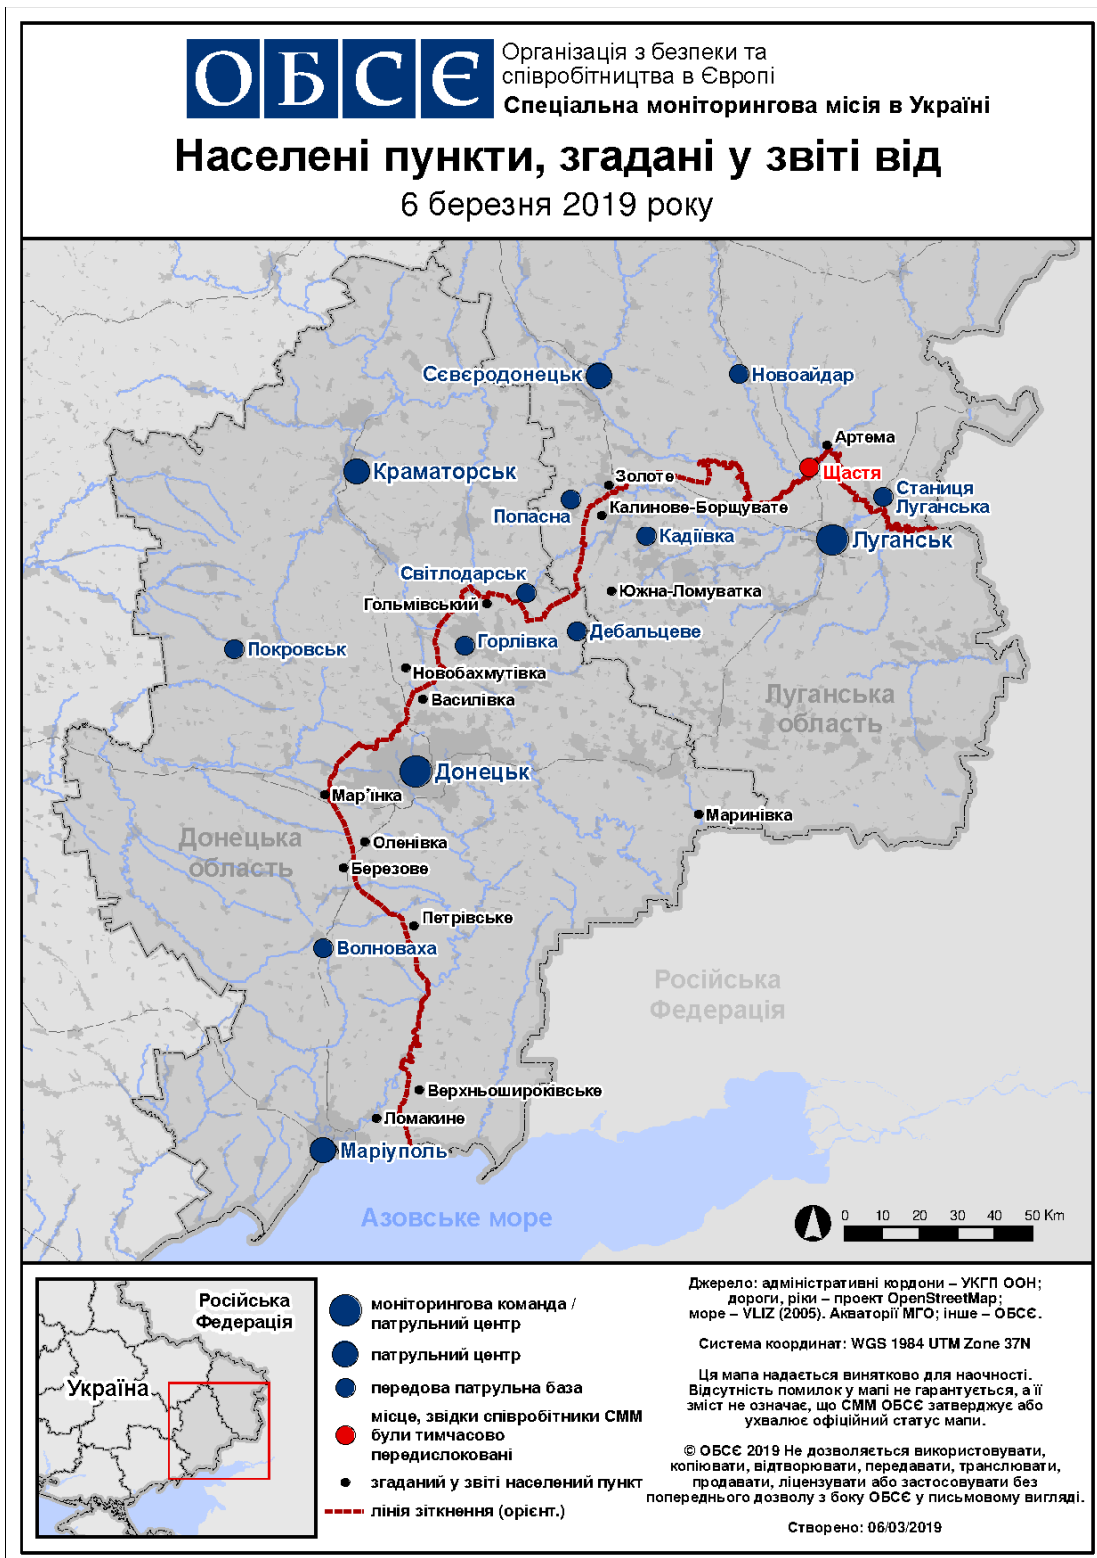 ОБСЄ
Організація з безпеки та
співробітництва в Європі
Спеціальна моніторингова місія в Україні
Населені пункти, згадані у звіті від
6 березня 2019 року
Сєвєродонецьк
Новоайдар
Артема
Краматорськ
Щастя
Золоте
Станиця
Луганська
Попасна
Калинове-Борщувате
Кадіївка
Луганськ
Світлодарськ
Гольмівський
Южна-Ломуватка
Дебальцеве
Горлівка
Покровськ
Новобахмутівка
Василівка
Луганська
область
Донецьк
Мар'їнка
Маринівка
Донецька
область
Оленівка
Березове
Петрівське
Волноваха
Російська
Федерація
Верхньошироківське
Ломакине
Маріуполь
Азовське море
0 10 20 30 40 50 Km
Російська
Федерація
Україна
моніторингова команда /
патрульний центр
патрульний центр
передова патрульна база
місце, звідки співробітники СММ
були тимчасово
передислоковані
згаданий у звіті населений пункт
лінія зіткнення (орієнт.)
Джерело: адміністративні кордони – УКГП ООН;
дороги, ріки – проект OpenStreetMap;
море – VLIZ (2005). Акваторії МГО; інше – ОБСЄ.
Система координат: WGS 1984 UTM Zone 37N
Ця мапа надається винятково для наочності.
Відсутність помилок у мапі не гарантується, а її
зміст не означає, що СММ ОБСЄ затверджує або
ухвалює офіційний статус мапи.
© ОБСЄ 2019 Не дозволяється використовувати,
копіювати, відтворювати, передавати, транслювати,
продавати, ліцензувати або застосовувати без
попереднього дозволу з боку ОБСЄ у письмовому вигляді.
Створено: 06/03/2019